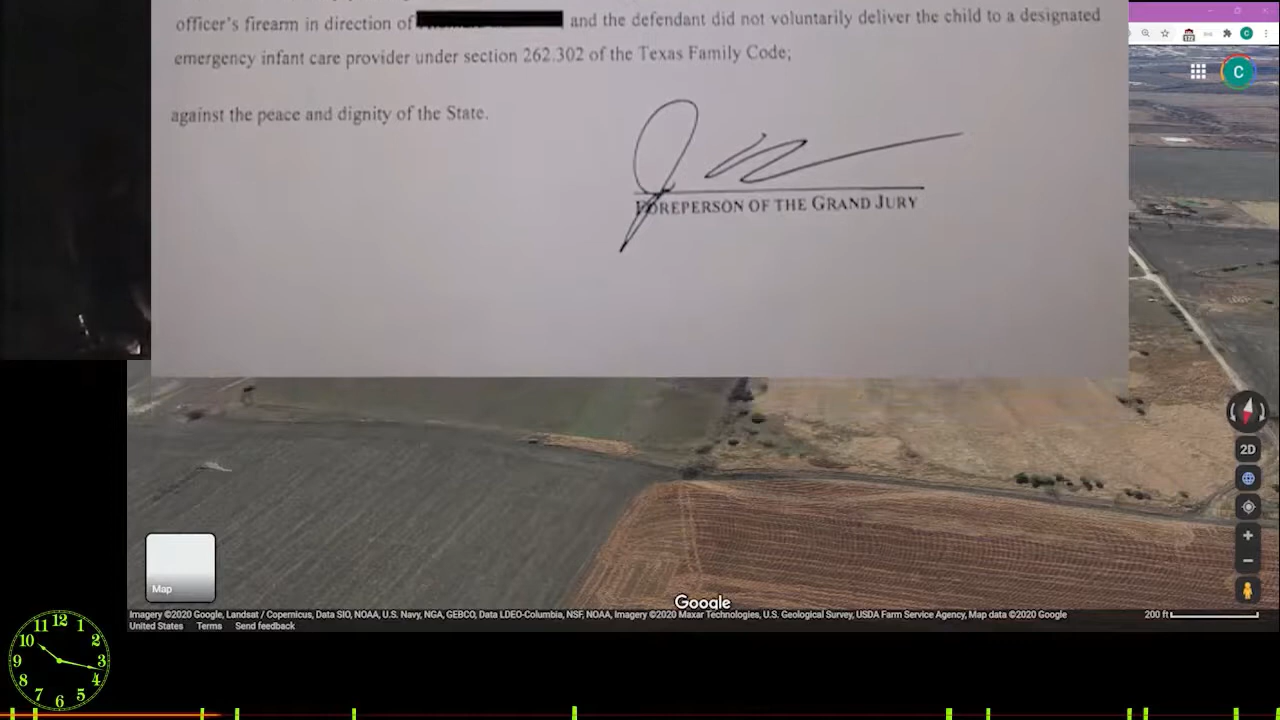 officer's firearm in direction of and the defendant did not voluntarily deliver the child to a designated
emergency infant care provider under section 262.302 of the Texas Family Code;
against the peace and dignity of the State.
FOREPERSON OF THE GRAND JURY
C
C
2D
Map
Google
Imagery ©2020 Google, Landsat / Copernicus, Data SIO, NOAA, U.S. Navy, NGA, GEBCO, Data LDEO-Columbia, NSF, NOAA, Imagery ©2020 Maxar Technologies, U.S. Geological Survey, USDA Farm Service Agency, Map data ©2020 Google
200 ft
United States Terms Send feedback
12
11 1
10 2
9 3
8 4
7 5
6